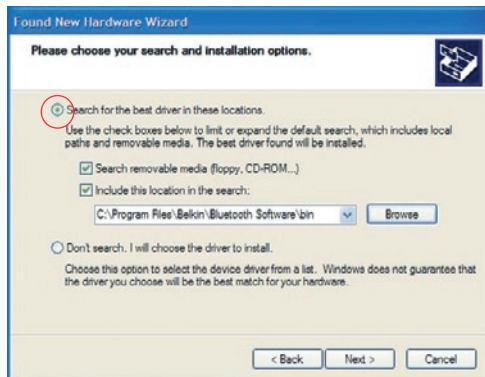 Found New Hardware Wizard
Please choose your search and installation options.
Search for the best driver in these locations.
Use the check boxes below to limit or expand the default search, which includes local
paths and removable media. The best driver found will be installed.
Search removable media (floppy, CD-ROM...)
Include this location in the search:
C:\Program Files\Belkin\Bluetooth Software\bin
Browse
Don't search. I will choose the driver to install.
Choose this option to select the device driver from a list. Windows does not guarantee that
the driver you choose will be the best match for your hardware.
< Back
Next >
Cancel